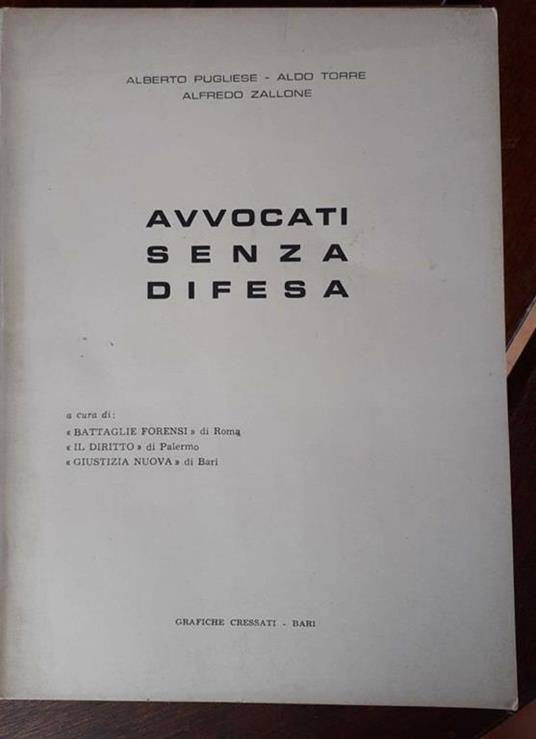 ALBERTO PUGLIESE - ALDO TORRE
ALFREDO ZALLONE
AVVOCATI
SENZA
DIFESA
a cura di:
« BATTAGLIE FORENSI » di Roma
« IL DIRITTO » di Palermo
« GIUSTIZIA NUOVA » di Bari
GRAFICHE CRESSATI - BARI